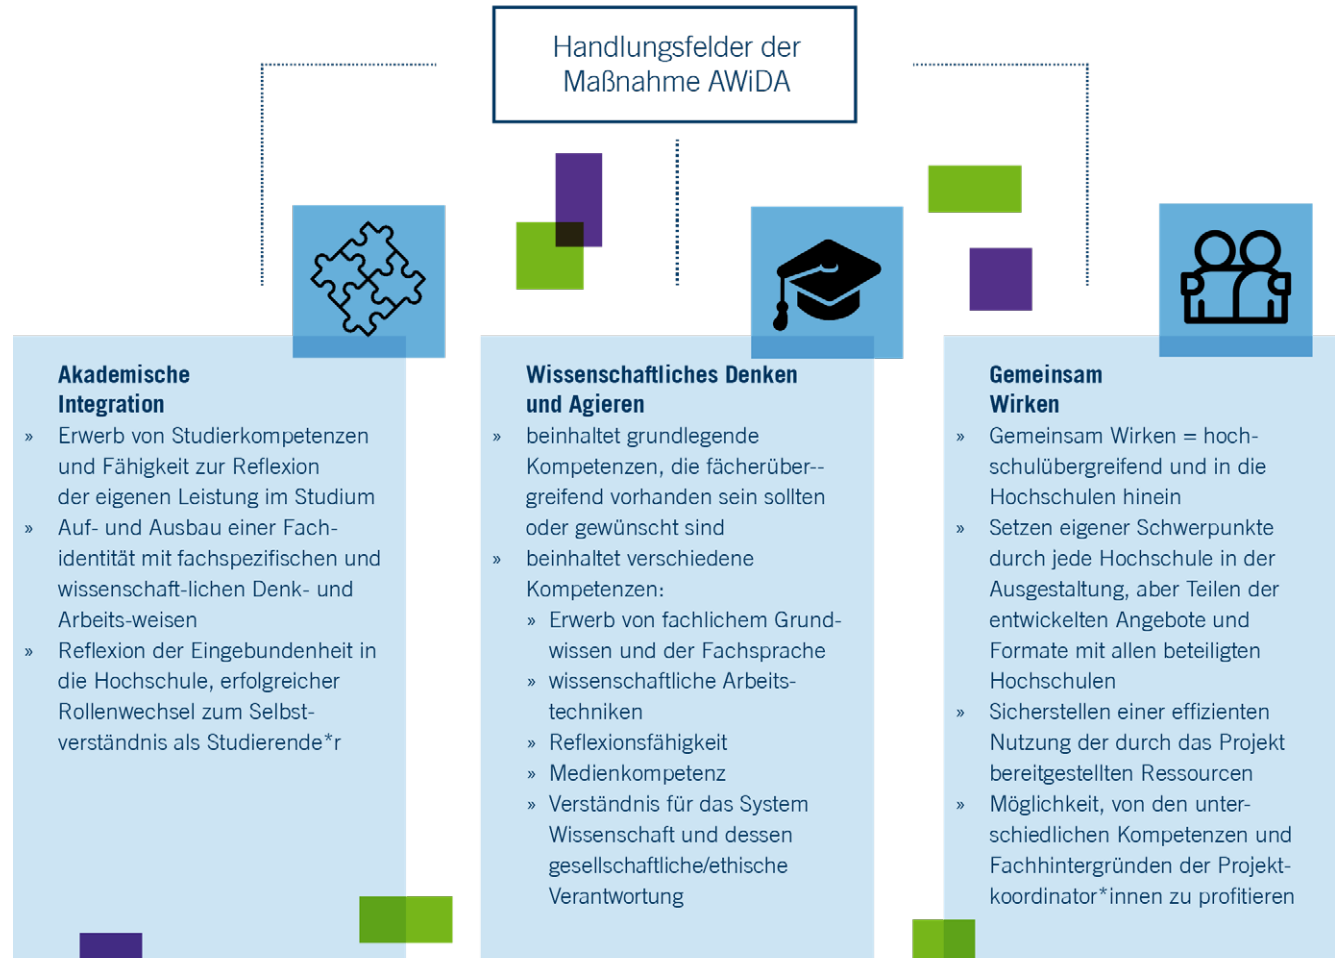 Handlungsfelder der
Maßnahme AWiDA
Akademische
Integration
» Erwerb von Studierkompetenzen
und Fähigkeit zur Reflexion
der eigenen Leistung im Studium
» Auf- und Ausbau einer Fach-
identität mit fachspezifischen und
wissenschaft-lichen Denk- und
Arbeits-weisen
» Reflexion der Eingebundenheit in
die Hochschule, erfolgreicher
Rollenwechsel zum Selbst-
verständnis als Studierende*r
Wissenschaftliches Denken
und Agieren
» beinhaltet grundlegende
Kompetenzen, die fächerüber--
greifend vorhanden sein sollten
oder gewünscht sind
» beinhaltet verschiedene
Kompetenzen:
» Erwerb von fachlichem Grund-
wissen und der Fachsprache
» wissenschaftliche Arbeits-
techniken
» Reflexionsfähigkeit
» Medienkompetenz
» Verständnis für das System
Wissenschaft und dessen
gesellschaftliche/ethische
Verantwortung
Gemeinsam
Wirken
» Gemeinsam Wirken = hoch-
schulübergreifend und in die
Hochschulen hinein
» Setzen eigener Schwerpunkte
durch jede Hochschule in der
Ausgestaltung, aber Teilen der
entwickelten Angebote und
Formate mit allen beteiligten
Hochschulen
» Sicherstellen einer effizienten
Nutzung der durch das Projekt
bereitgestellten Ressourcen
» Möglichkeit, von den unter-
schiedlichen Kompetenzen und
Fachhintergründen der Projekt-
koordinator*innen zu profitieren